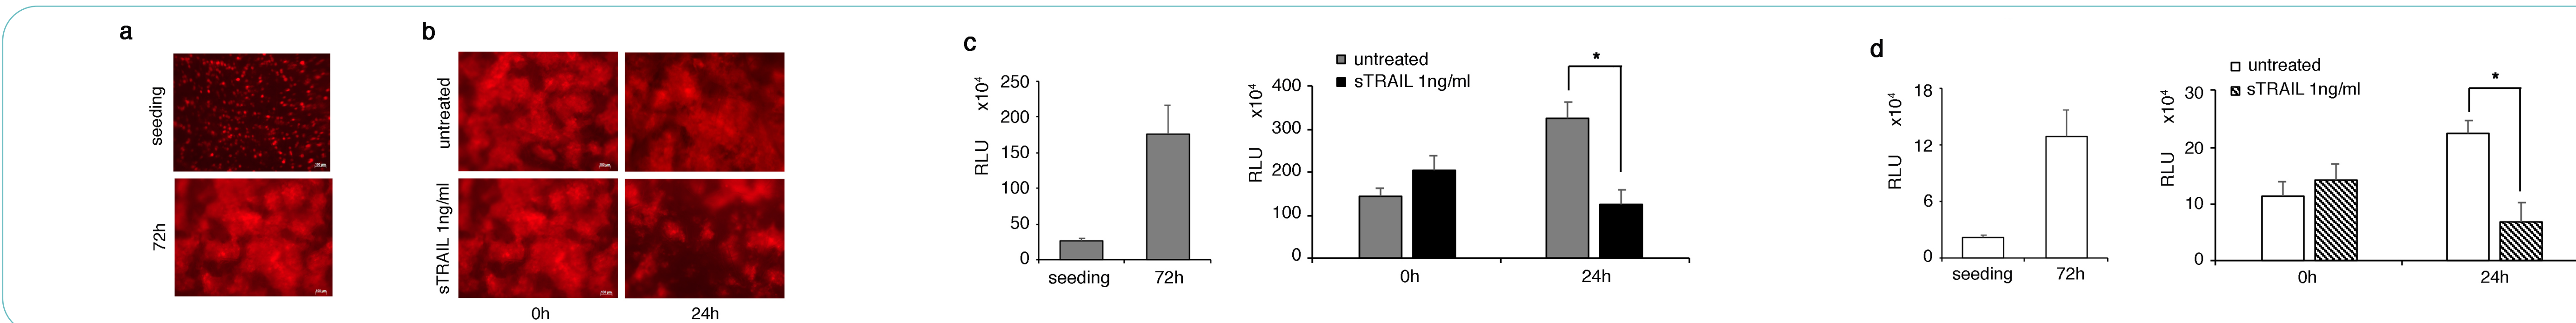 a
seeding
72h
b
untreated
sTRAIL 1ng/ml
0h
24h
c
RLU x10⁴
250
200
150
100
50
0
seeding
72h
RLU x10⁴
400
300
200
100
0
untreated
sTRAIL 1ng/ml
*
0h
24h
d
RLU x10⁴
18
12
6
0
seeding
72h
RLU x10⁴
30
20
10
0
untreated
sTRAIL 1ng/ml
*
0h
24h